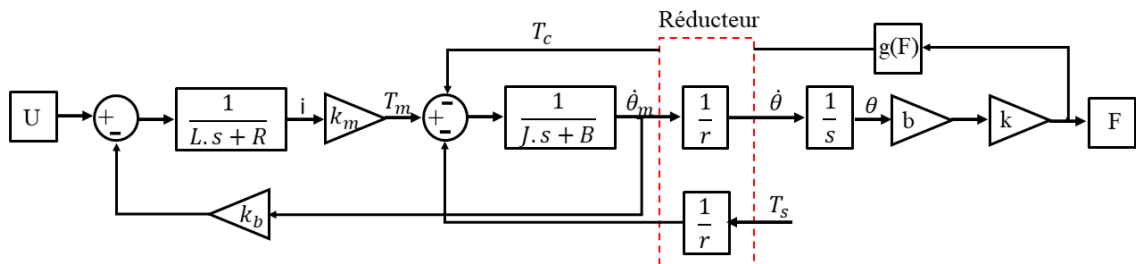 Réducteur
T_c
g(F)
U
+
-
1
L.s+R
i
k_m
T_m
-
+
-
1
J.s+B
θ̇_m
1
r
θ̇
1
s
θ
b
k
F
k_b
1
r
T_s